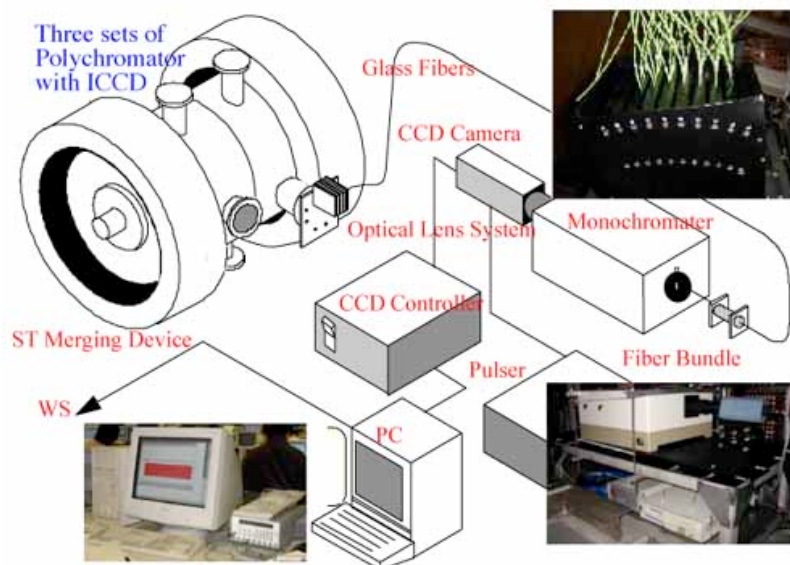 Three sets of
Polychromator
with ICCD
Glass Fibers
CCD Camera
Monochromater
Optical Lens System
CCD Controller
ST Merging Device
Fiber Bundle
Pulser
WS
PC